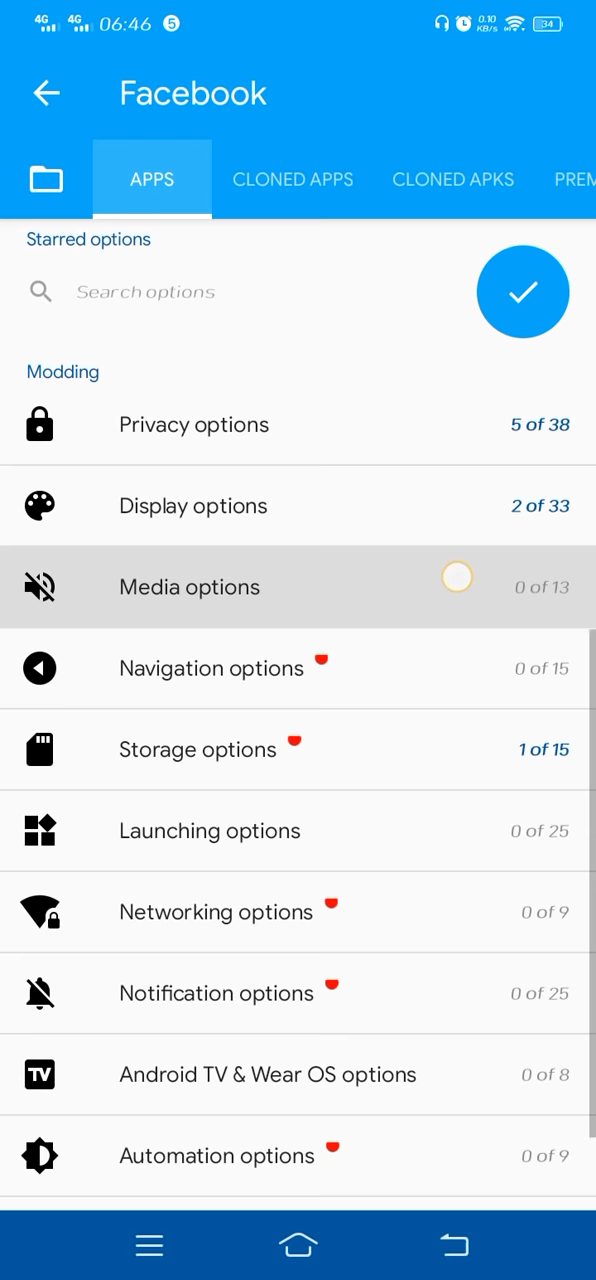 4G 4G 06:46 5 0.10 KB/s 34
Facebook
APPS CLONED APPS CLONED APKS PREM
Starred options
Search options
Modding
Privacy options 5 of 38
Display options 2 of 33
Media options 0 of 13
Navigation options 0 of 15
Storage options 1 of 15
Launching options 0 of 25
Networking options 0 of 9
Notification options 0 of 25
TV Android TV & Wear OS options 0 of 8
Automation options 0 of 9